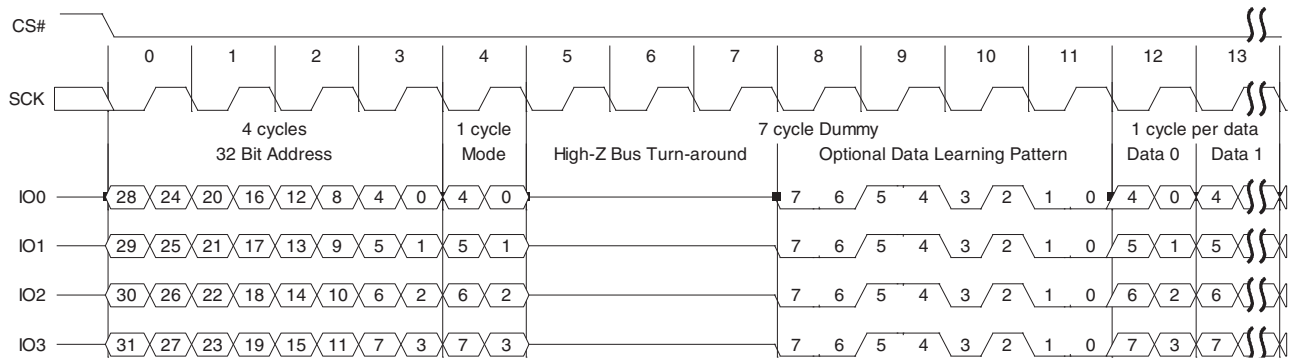 CS#
0 1 2 3 4 5 6 7 8 9 10 11 12 13
SCK
4 cycles 1 cycle 7 cycle Dummy 1 cycle per data
32 Bit Address Mode High-Z Bus Turn-around Optional Data Learning Pattern Data 0 Data 1
IO0 28 24 20 16 12 8 4 0 4 0 7 6 5 4 3 2 1 0 4 0 4
IO1 29 25 21 17 13 9 5 1 5 1 7 6 5 4 3 2 1 0 5 1 5
IO2 30 26 22 18 14 10 6 2 6 2 7 6 5 4 3 2 1 0 6 2 6
IO3 31 27 23 19 15 11 7 3 7 3 7 6 5 4 3 2 1 0 7 3 7